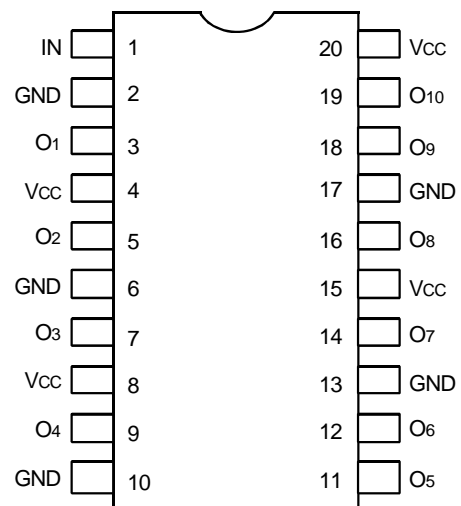 IN 1 20 VCC
GND 2 19 O10
O1 3 18 O9
VCC 4 17 GND
O2 5 16 O8
GND 6 15 VCC
O3 7 14 O7
VCC 8 13 GND
O4 9 12 O6
GND 10 11 O5